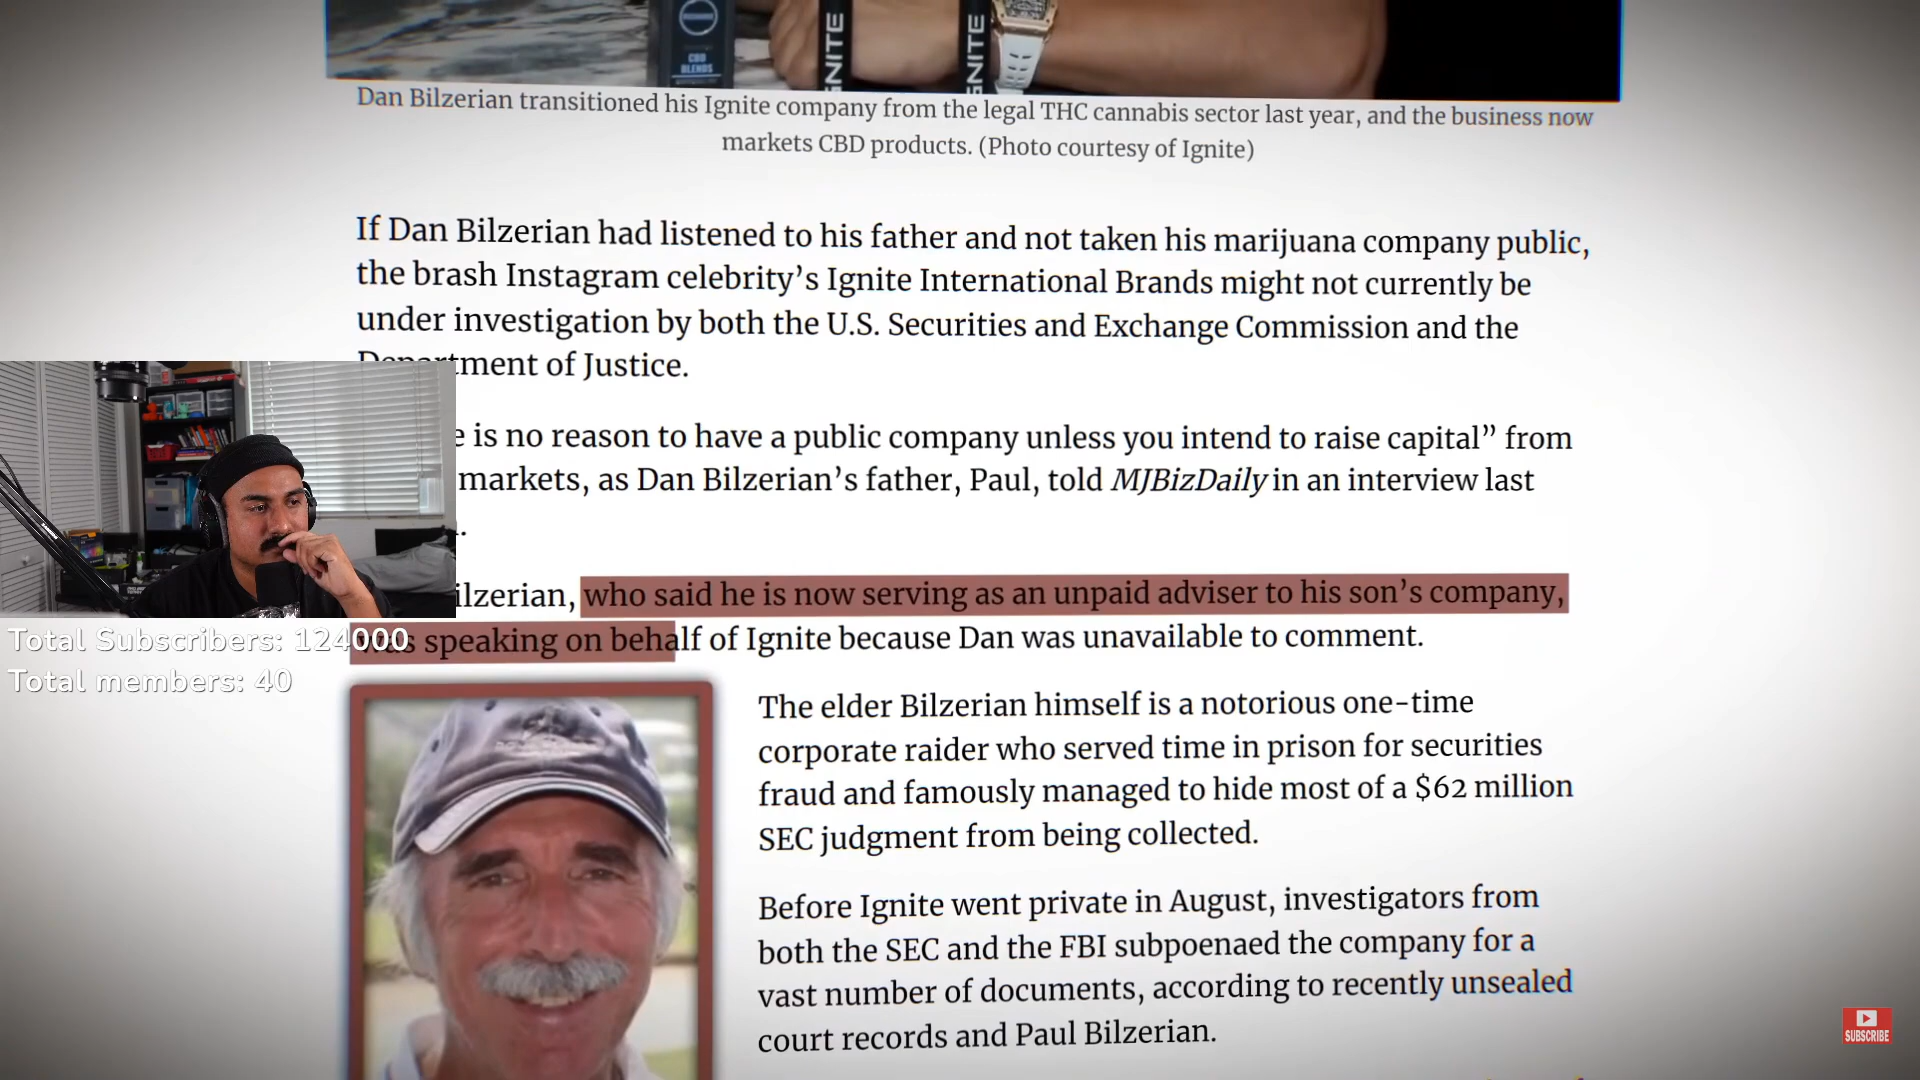 IGNITE
IGNITE
CBD
BLENDS
Dan Bilzerian transitioned his Ignite company from the legal THC cannabis sector last year, and the business now
markets CBD products. (Photo courtesy of Ignite)
If Dan Bilzerian had listened to his father and not taken his marijuana company public,
the brash Instagram celebrity’s Ignite International Brands might not currently be
under investigation by both the U.S. Securities and Exchange Commission and the
Department of Justice.
is no reason to have a public company unless you intend to raise capital” from
markets, as Dan Bilzerian’s father, Paul, told MJBizDaily in an interview last
ilzerian, who said he is now serving as an unpaid adviser to his son’s company,
was speaking on behalf of Ignite because Dan was unavailable to comment.
Total Subscribers: 124000
Total members: 40
The elder Bilzerian himself is a notorious one-time
corporate raider who served time in prison for securities
fraud and famously managed to hide most of a $62 million
SEC judgment from being collected.
Before Ignite went private in August, investigators from
both the SEC and the FBI subpoenaed the company for a
vast number of documents, according to recently unsealed
court records and Paul Bilzerian.
SUBSCRIBE